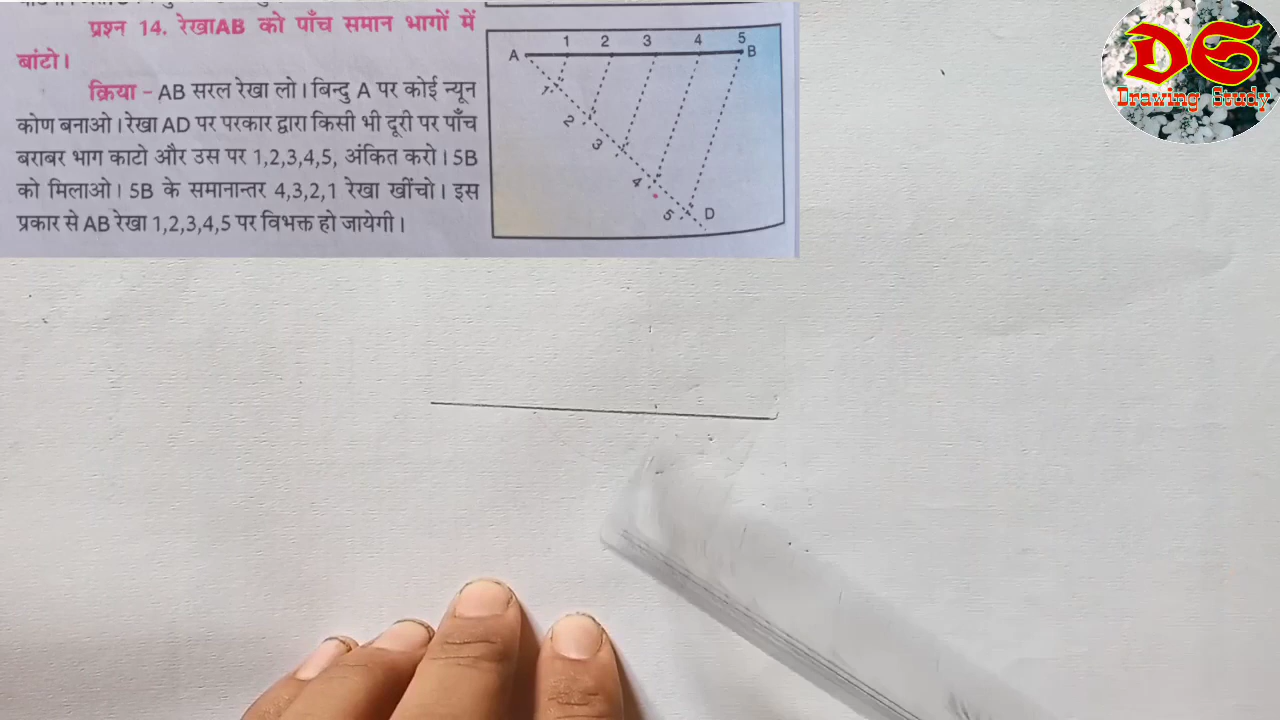 प्रश्न 14. रेखाAB को पाँच समान भागों में
बांटो।
क्रिया – AB सरल रेखा लो। बिन्दु A पर कोई न्यून
कोण बनाओ। रेखा AD पर परकार द्वारा किसी भी दूरी पर पाँच
बराबर भाग काटो और उस पर 1,2,3,4,5, अंकित करो। 5B
को मिलाओ। 5B के समानान्तर 4,3,2,1 रेखा खींचो। इस
प्रकार से AB रेखा 1,2,3,4,5 पर विभक्त हो जायेगी।
1 2 3 4 5
A B
1
2
3
4
5 D
DS
Drawing Study